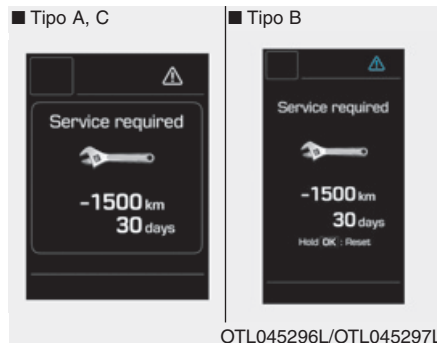 ■ Tipo A, C
Service required
-1500 km
30 days
■ Tipo B
Service required
-1500 km
30 days
Hold OK : Reset
OTL045296L/OTL045297L